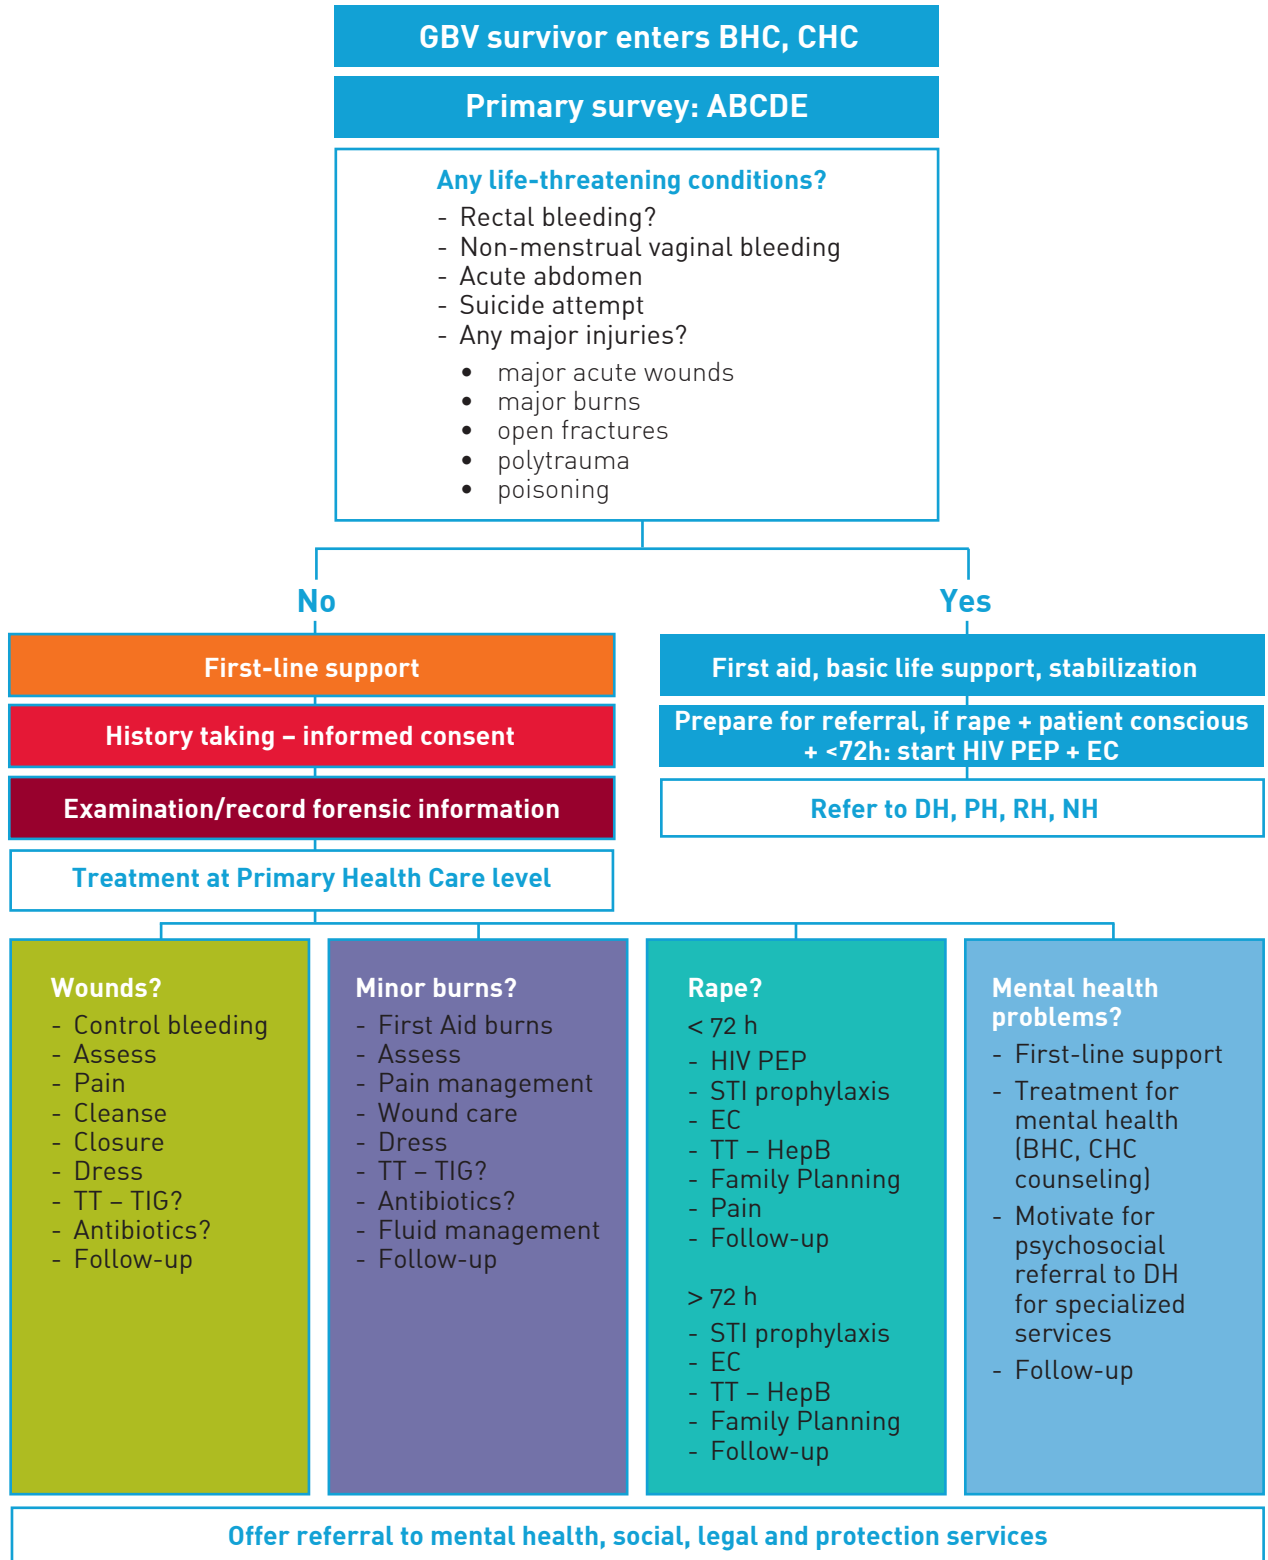 GBV survivor enters BHC, CHC
Primary survey: ABCDE
Any life-threatening conditions?
- Rectal bleeding?
- Non-menstrual vaginal bleeding
- Acute abdomen
- Suicide attempt
- Any major injuries?
• major acute wounds
• major burns
• open fractures
• polytrauma
• poisoning
No
Yes
First-line support
History taking – informed consent
Examination/record forensic information
Treatment at Primary Health Care level
First aid, basic life support, stabilization
Prepare for referral, if rape + patient conscious
+ <72h: start HIV PEP + EC
Refer to DH, PH, RH, NH
Wounds?
- Control bleeding
- Assess
- Pain
- Cleanse
- Closure
- Dress
- TT – TIG?
- Antibiotics?
- Follow-up
Minor burns?
- First Aid burns
- Assess
- Pain management
- Wound care
- Dress
- TT – TIG?
- Antibiotics?
- Fluid management
- Follow-up
Rape?
< 72 h
- HIV PEP
- STI prophylaxis
- EC
- TT – HepB
- Family Planning
- Pain
- Follow-up
> 72 h
- STI prophylaxis
- EC
- TT – HepB
- Family Planning
- Follow-up
Mental health
problems?
- First-line support
- Treatment for
mental health
(BHC, CHC
counseling)
- Motivate for
psychosocial
referral to DH
for specialized
services
- Follow-up
Offer referral to mental health, social, legal and protection services